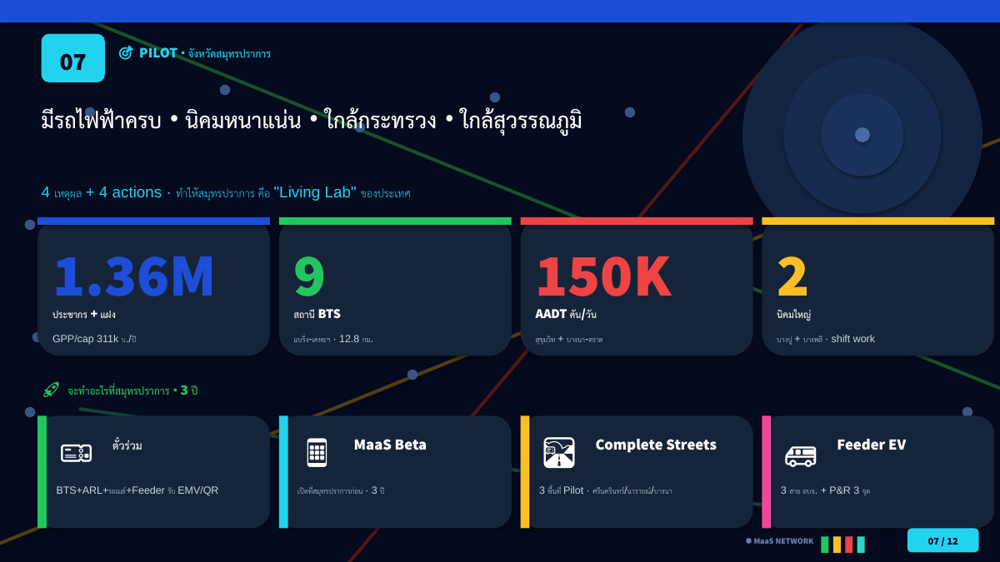 07
PILOT • จังหวัดสมุทรปราการ
มีรถไฟฟ้าครบ • นิคมหนาแน่น • ใกล้กระทรวง • ใกล้สุวรรณภูมิ
4 เหตุผล + 4 actions · ทำให้สมุทรปราการ คือ "Living Lab" ของประเทศ
1.36M
ประชากร + แฝง
GPP/cap 311k บ./ปี
9
สถานี BTS
แบริ่ง-เคหะฯ · 12.8 กม.
150K
AADT คัน/วัน
สุขุมวิท + บางนา-ตราด
2
นิคมใหญ่
บางปู + บางพลี · shift work
จะทำอะไรที่สมุทรปราการ • 3 ปี
ตั๋วร่วม
BTS+ARL+รถเมล์+Feeder รับ EMV/QR
MaaS Beta
เปิดที่สมุทรปราการก่อน · 3 ปี
Complete Streets
3 พื้นที่ Pilot · ศรีนครินทร์/นารายณ์/บางนา
Feeder EV
3 สาย อบจ. + P&R 3 จุด
MaaS NETWORK
07 / 12